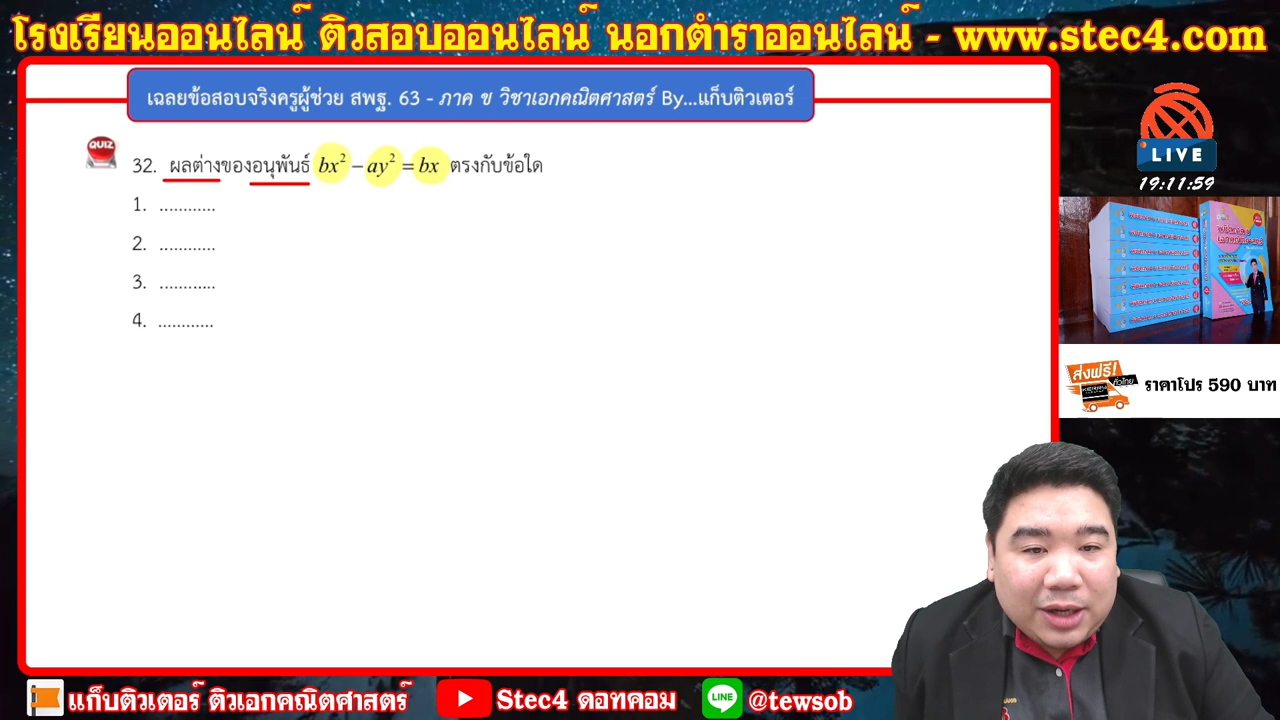 โรงเรียนออนไลน์ ติวสอบออนไลน์ นอกตำราออนไลน์ - www.stec4.com
เฉลยข้อสอบจริงครูผู้ช่วย สพฐ. 63 - ภาค ข วิชาเอกคณิตศาสตร์ By...แก็บติวเตอร์
QUIZ
32. ผลต่างของอนุพันธ์ bx² − ay² = bx ตรงกับข้อใด
1. ............
2. ............
3. ............
4. ............
LIVE
19:11:59
ส่งฟรี!
ทั่วไทย
ราคาโปร 590 บาท
แก็บติวเตอร์ ติวเอกคณิตศาสตร์
Stec4 ดอทคอม
LINE
@tewsob